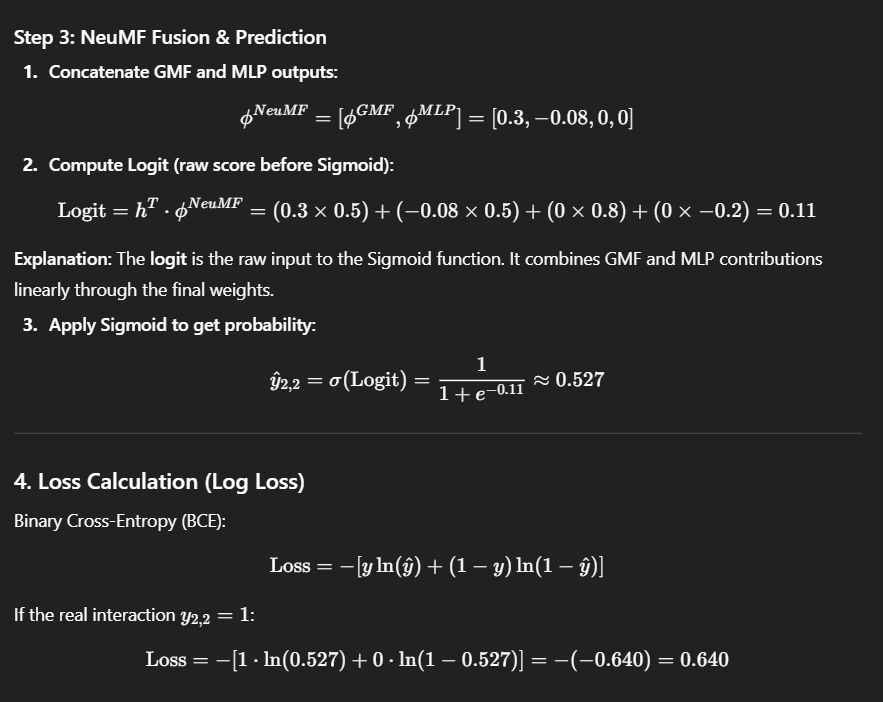 Step 3: NeuMF Fusion & Prediction
1. Concatenate GMF and MLP outputs:
ϕ^{NeuMF} = [ϕ^{GMF}, ϕ^{MLP}] = [0.3, −0.08, 0, 0]
2. Compute Logit (raw score before Sigmoid):
Logit = h^T · ϕ^{NeuMF} = (0.3 × 0.5) + (−0.08 × 0.5) + (0 × 0.8) + (0 × −0.2) = 0.11
Explanation: The logit is the raw input to the Sigmoid function. It combines GMF and MLP contributions
linearly through the final weights.
3. Apply Sigmoid to get probability:
ŷ_{2,2} = σ(Logit) = \frac{1}{1 + e^{−0.11}} ≈ 0.527
4. Loss Calculation (Log Loss)
Binary Cross-Entropy (BCE):
Loss = −[y ln(ŷ) + (1 − y) ln(1 − ŷ)]
If the real interaction y_{2,2} = 1:
Loss = −[1 · ln(0.527) + 0 · ln(1 − 0.527)] = −(−0.640) = 0.640